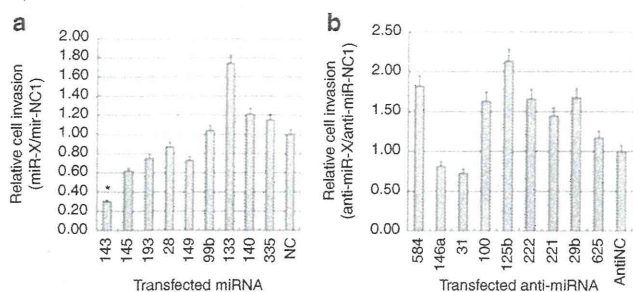 a
Relative cell invasion
(miR-X/mir-NC1)
2.00
1.80
1.60
1.40
1.20
1.00
0.80
0.60
0.40
0.20
0.00
*
143
145
193
28
149
99b
133
140
335
NC
Transfected miRNA
b
Relative cell invasion
(anti-miR-X/anti-miR-NC1)
2.50
2.00
1.50
1.00
0.50
0.00
584
146a
31
100
125b
222
221
29b
625
AntiNC
Transfected anti-miRNA